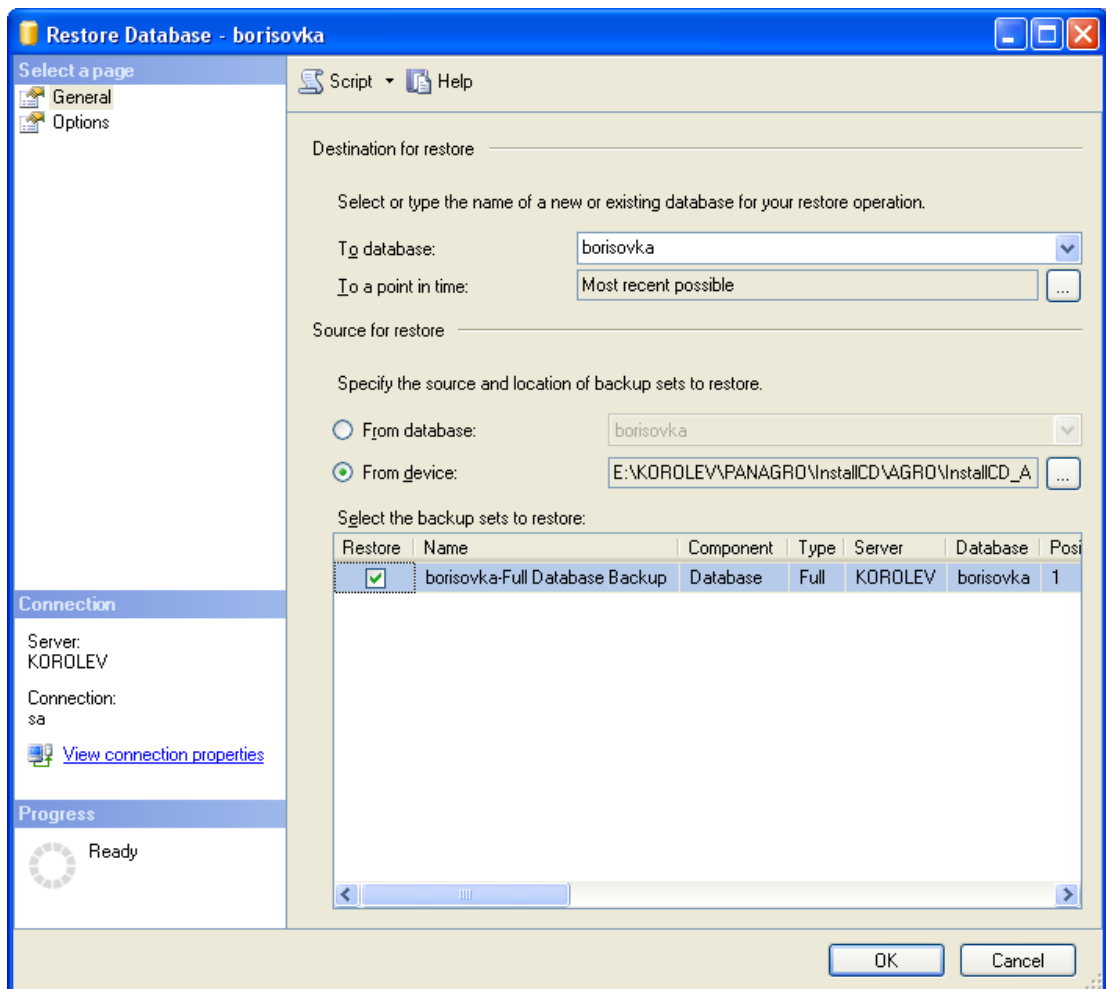 Restore Database - borisovka
Select a page
General
Options
Script
Help
Destination for restore
Select or type the name of a new or existing database for your restore operation.
To database:
borisovka
To a point in time:
Most recent possible
...
Source for restore
Specify the source and location of backup sets to restore.
From database:
borisovka
From device:
E:\KOROLEV\PANAGRO\InstallCD\AGRO\InstallCD_A
...
Select the backup sets to restore:
Restore Name Component Type Server Database Posi
borisovka-Full Database Backup Database Full KOROLEV borisovka 1
Connection
Server:
KOROLEV
Connection:
sa
View connection properties
Progress
Ready
OK
Cancel